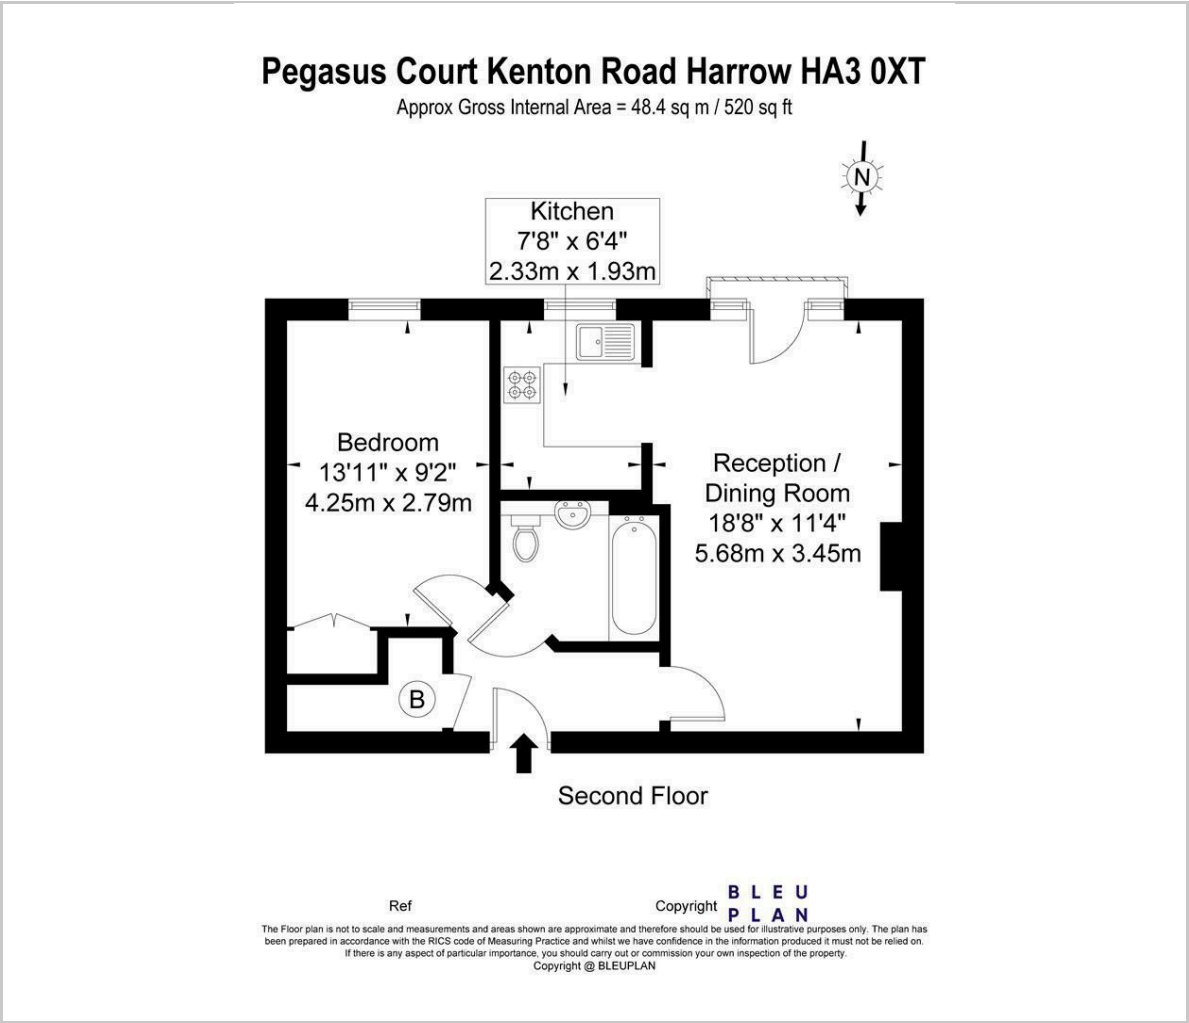 Pegasus Court Kenton Road Harrow HA3 0XT
Approx Gross Internal Area = 48.4 sq m / 520 sq ft
N
Kitchen
7'8" x 6'4"
2.33m x 1.93m
Bedroom
13'11" x 9'2"
4.25m x 2.79m
Reception /
Dining Room
18'8" x 11'4"
5.68m x 3.45m
B
Second Floor
Ref
Copyright
BLEU
PLAN
The Floor plan is not to scale and measurements and areas shown are approximate and therefore should be used for illustrative purposes only. The plan has
been prepared in accordance with the RICS code of Measuring Practice and whilst we have confidence in the information produced it must not be relied on.
If there is any aspect of particular importance, you should carry out or commission your own inspection of the property.
Copyright @ BLEUPLAN